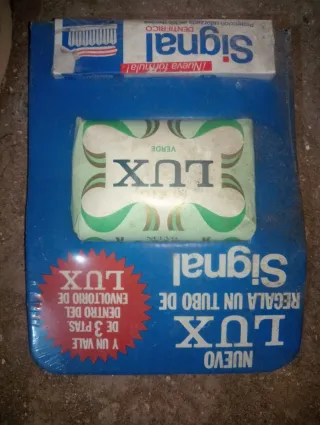 NUEVO
LUX
REGALA UN TUBO DE
Signal
Y UN VALE
DE 3 PTAS.
DENTRO DEL
ENVOLTORIO DE
LUX
LUX
VERDE
¡Nueva fórmula!
Signal
DENTIFRICO